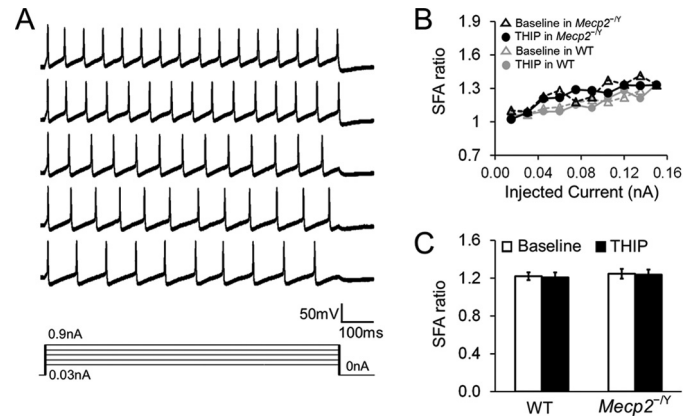 A
50mV
100ms
0.9nA
0.03nA
0nA
B
SFA ratio
1.9
1.6
1.3
1
0.7
Baseline in Mecp2⁻/Y
THIP in Mecp2⁻/Y
Baseline in WT
THIP in WT
0.00 0.04 0.08 0.12 0.16
Injected Current (nA)
C
SFA ratio
1.6
1.2
0.8
0.4
0.0
Baseline THIP
WT Mecp2⁻/Y